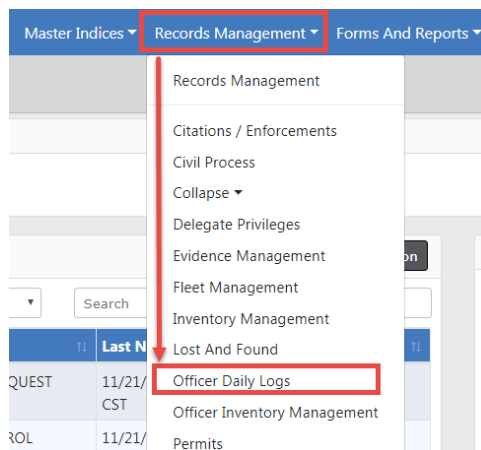 Master Indices Records Management Forms And Reports
Records Management
Citations / Enforcements
Civil Process
Collapse
Delegate Privileges
Evidence Management
on
Fleet Management
Search
Inventory Management
Last N
Lost And Found
QUEST 11/21/
Officer Daily Logs
CST
Officer Inventory Management
ROL 11/21/
Permits